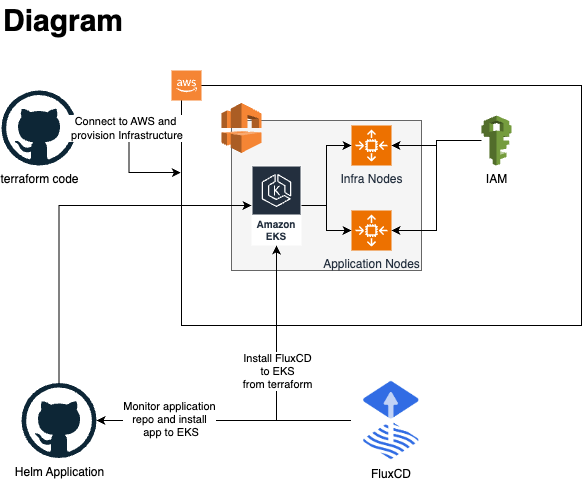 Diagram
aws
Connect to AWS and
provision Infrastructure
terraform code
Infra Nodes
IAM
K
Amazon
EKS
Application Nodes
Install FluxCD
to EKS
from terraform
Monitor application
repo and install
app to EKS
Helm Application
FluxCD